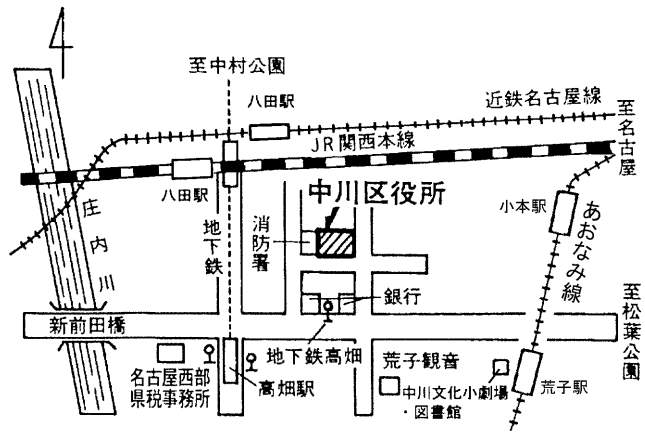 至中村公園
八田駅
近鉄名古屋線
至名古屋
JR関西本線
八田駅
中川区役所
小本駅
庄内川
地下鉄
消防署
あおなみ線
銀行
至松葉公園
新前田橋
地下鉄高畑
荒子観音
名古屋西部
県税事務所
高畑駅
中川文化小劇場
・図書館
荒子駅